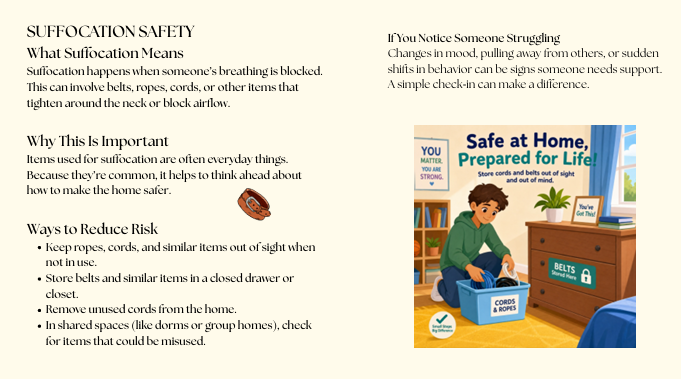 SUFFOCATION SAFETY
What Suffocation Means
Suffocation happens when someone's breathing is blocked.
This can involve belts, ropes, cords, or other items that
tighten around the neck or block airflow.
Why This Is Important
Items used for suffocation are often everyday things.
Because they're common, it helps to think ahead about
how to make the home safer.
Ways to Reduce Risk
• Keep ropes, cords, and similar items out of sight when
not in use.
• Store belts and similar items in a closed drawer or
closet.
• Remove unused cords from the home.
• In shared spaces (like dorms or group homes), check
for items that could be misused.
If You Notice Someone Struggling
Changes in mood, pulling away from others, or sudden
shifts in behavior can be signs someone needs support.
A simple check-in can make a difference.
Safe at Home,
Prepared for Life!
Store cords and belts out of sight
and out of mind.
YOU
MATTER.
YOU ARE
STRONG.
You've
Got This!
BELTS
Stored Here
CORDS
& ROPES
Small Steps
Big Difference